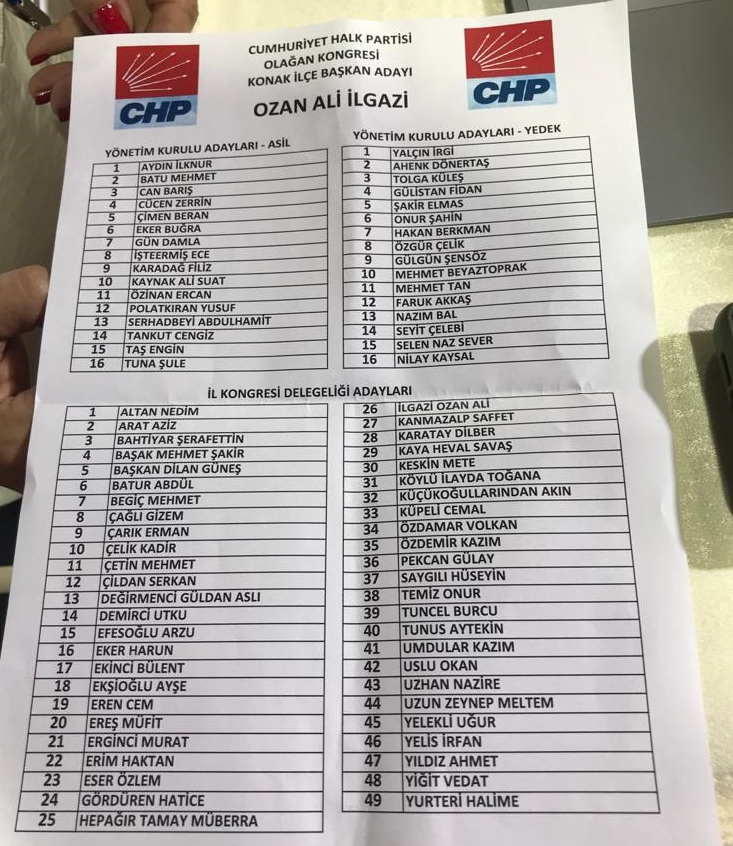 CHP
CUMHURİYET HALK PARTİSİ
OLAĞAN KONGRESİ
KONAK İLÇE BAŞKAN ADAYI
OZAN ALİ İLGAZİ
CHP
YÖNETİM KURULU ADAYLARI - ASİL
1 AYDIN İLKNUR
2 BATU MEHMET
3 CAN BARIŞ
4 CÜCEN ZERRİN
5 ÇİMEN BERAN
6 EKER BUĞRA
7 GÜN DAMLA
8 İŞTEERMİŞ ECE
9 KARADAĞ FİLİZ
10 KAYNAK ALİ SUAT
11 ÖZİNAN ERCAN
12 POLATKIRAN YUSUF
13 SERHADBEYİ ABDULHAMİT
14 TANKUT CENGİZ
15 TAŞ ENGİN
16 TUNA ŞULE
YÖNETİM KURULU ADAYLARI - YEDEK
1 YALÇIN İRGİ
2 AHENK DÖNERTAŞ
3 TOLGA KÜLEŞ
4 GÜLİSTAN FİDAN
5 ŞAKİR ELMAS
6 ONUR ŞAHİN
7 HAKAN BERKMAN
8 ÖZGÜR ÇELİK
9 GÜLGÜN ŞENSÖZ
10 MEHMET BEYAZTOPRAK
11 MEHMET TAN
12 FARUK AKKAŞ
13 NAZIM BAL
14 SEYİT ÇELEBİ
15 SELEN NAZ SEVER
16 NİLAY KAYSAL
İL KONGRESİ DELEGELİĞİ ADAYLARI
1 ALTAN NEDİM
2 ARAT AZİZ
3 BAHTİYAR ŞERAFETTİN
4 BAŞAK MEHMET ŞAKİR
5 BAŞKAN DİLAN GÜNEŞ
6 BATUR ABDÜL
7 BEGİÇ MEHMET
8 ÇAĞLI GİZEM
9 ÇARIK ERMAN
10 ÇELİK KADİR
11 ÇETİN MEHMET
12 ÇİLDAN SERKAN
13 DEĞİRMENCİ GÜLDAN ASLI
14 DEMİRCİ UTKU
15 EFESOĞLU ARZU
16 EKER HARUN
17 EKİNCİ BÜLENT
18 EKŞİOĞLU AYŞE
19 EREN CEM
20 EREŞ MÜFİT
21 ERGİNCİ MURAT
22 ERİM HAKTAN
23 ESER ÖZLEM
24 GÖRDÜREN HATİCE
25 HEPAĞIR TAMAY MÜBERRA
26 İLGAZİ OZAN ALİ
27 KANMAZALP SAFFET
28 KARATAY DİLBER
29 KAYA HEVAL SAVAŞ
30 KESKİN METE
31 KÖYLÜ İLAYDA TOĞANA
32 KÜÇÜKOĞULLARINDAN AKIN
33 KÜPELİ CEMAL
34 ÖZDAMAR VOLKAN
35 ÖZDEMİR KAZIM
36 PEKCAN GÜLAY
37 SAYGILI HÜSEYİN
38 TEMİZ ONUR
39 TUNCEL BURCU
40 TUNUS AYTEKİN
41 UMDULAR KAZIM
42 USLU OKAN
43 UZHAN NAZİRE
44 UZUN ZEYNEP MELTEM
45 YELEKLİ UĞUR
46 YELİS İRFAN
47 YILDIZ AHMET
48 YİĞİT VEDAT
49 YURTERİ HALİME